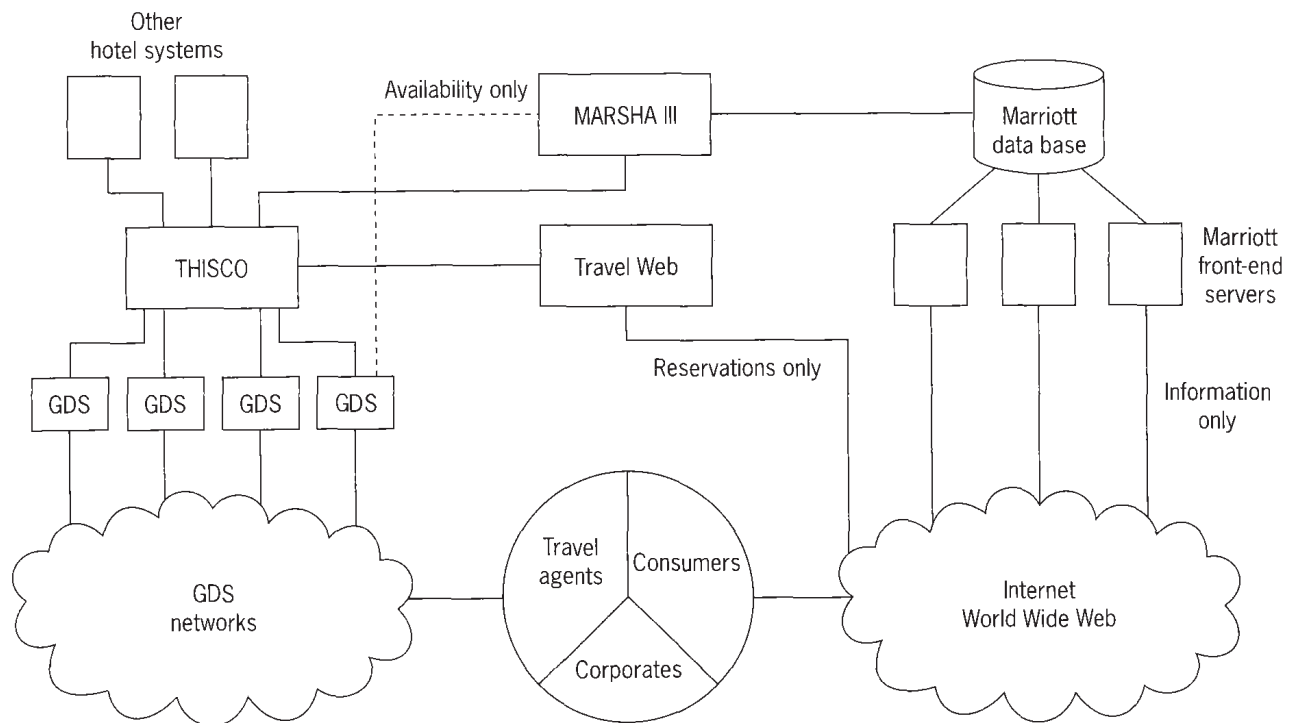 Other
hotel systems
Availability only
MARSHA III
Marriott
data base
THISCO
Travel Web
Marriott
front-end
servers
Reservations only
Information
only
GDS
GDS
GDS
GDS
GDS
networks
Travel
agents
Consumers
Corporates
Internet
World Wide Web